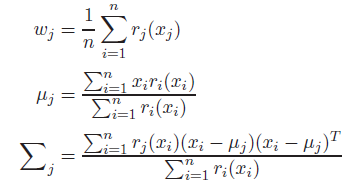 w_j = \frac{1}{n} \sum_{i=1}^{n} r_j(x_j)
\mu_j = \frac{\sum_{i=1}^{n} x_i r_i(x_i)}{\sum_{i=1}^{n} r_i(x_i)}
\sum_j = \frac{\sum_{i=1}^{n} r_j(x_i)(x_i - \mu_j)(x_i - \mu_j)^T}{\sum_{i=1}^{n} r_i(x_i)}